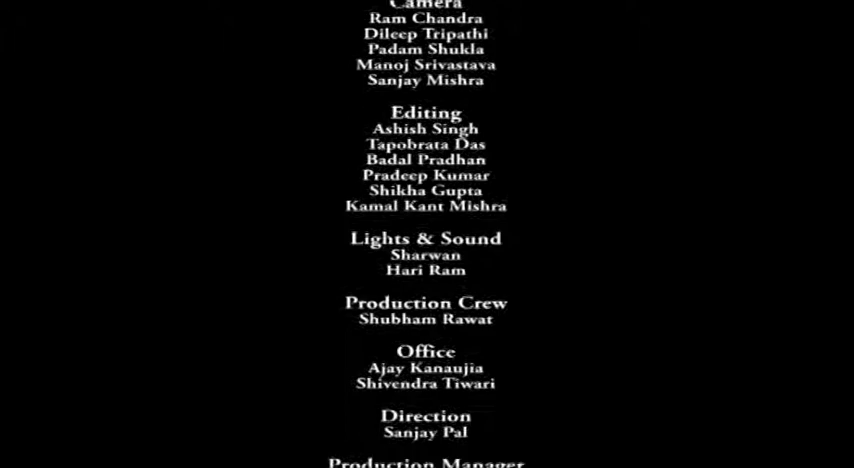 Camera
Ram Chandra
Dileep Tripathi
Padam Shukla
Manoj Srivastava
Sanjay Mishra
Editing
Ashish Singh
Tapobrata Das
Badal Pradhan
Pradeep Kumar
Shikha Gupta
Kamal Kant Mishra
Lights & Sound
Sharwan
Hari Ram
Production Crew
Shubham Rawat
Office
Ajay Kanaujia
Shivendra Tiwari
Direction
Sanjay Pal
Production Manager